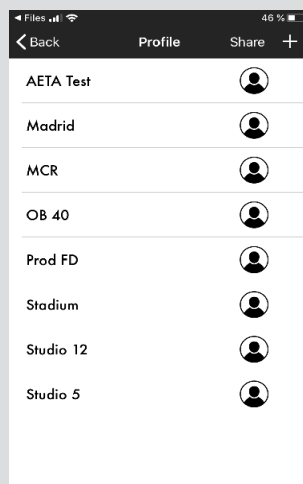 Files 46 %
Back Profile Share +
AETA Test
Madrid
MCR
OB 40
Prod FD
Stadium
Studio 12
Studio 5